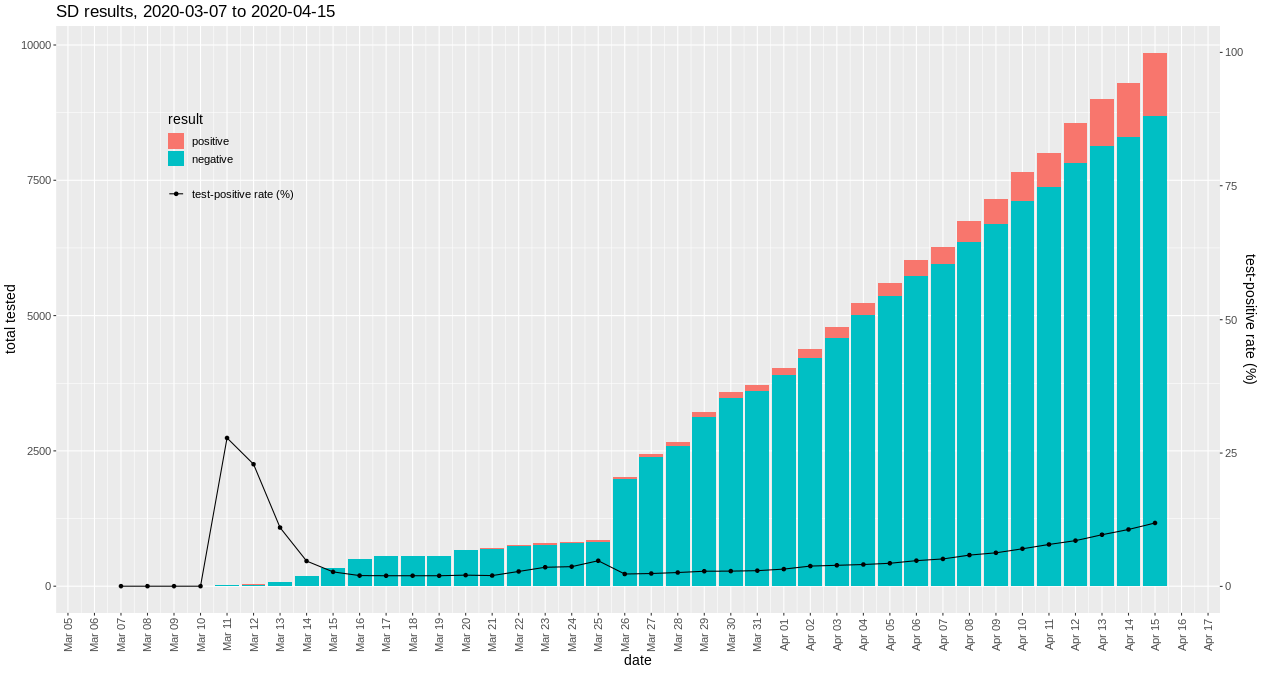 SD results, 2020-03-07 to 2020-04-15
total tested
10000
7500
5000
2500
0
result
positive
negative
test-positive rate (%)
100
75
50
25
0
test-positive rate (%)
Mar 05
Mar 06
Mar 07
Mar 08
Mar 09
Mar 10
Mar 11
Mar 12
Mar 13
Mar 14
Mar 15
Mar 16
Mar 17
Mar 18
Mar 19
Mar 20
Mar 21
Mar 22
Mar 23
Mar 24
Mar 25
Mar 26
Mar 27
Mar 28
Mar 29
Mar 30
Mar 31
Apr 01
Apr 02
Apr 03
Apr 04
Apr 05
Apr 06
Apr 07
Apr 08
Apr 09
Apr 10
Apr 11
Apr 12
Apr 13
Apr 14
Apr 15
Apr 16
Apr 17
date